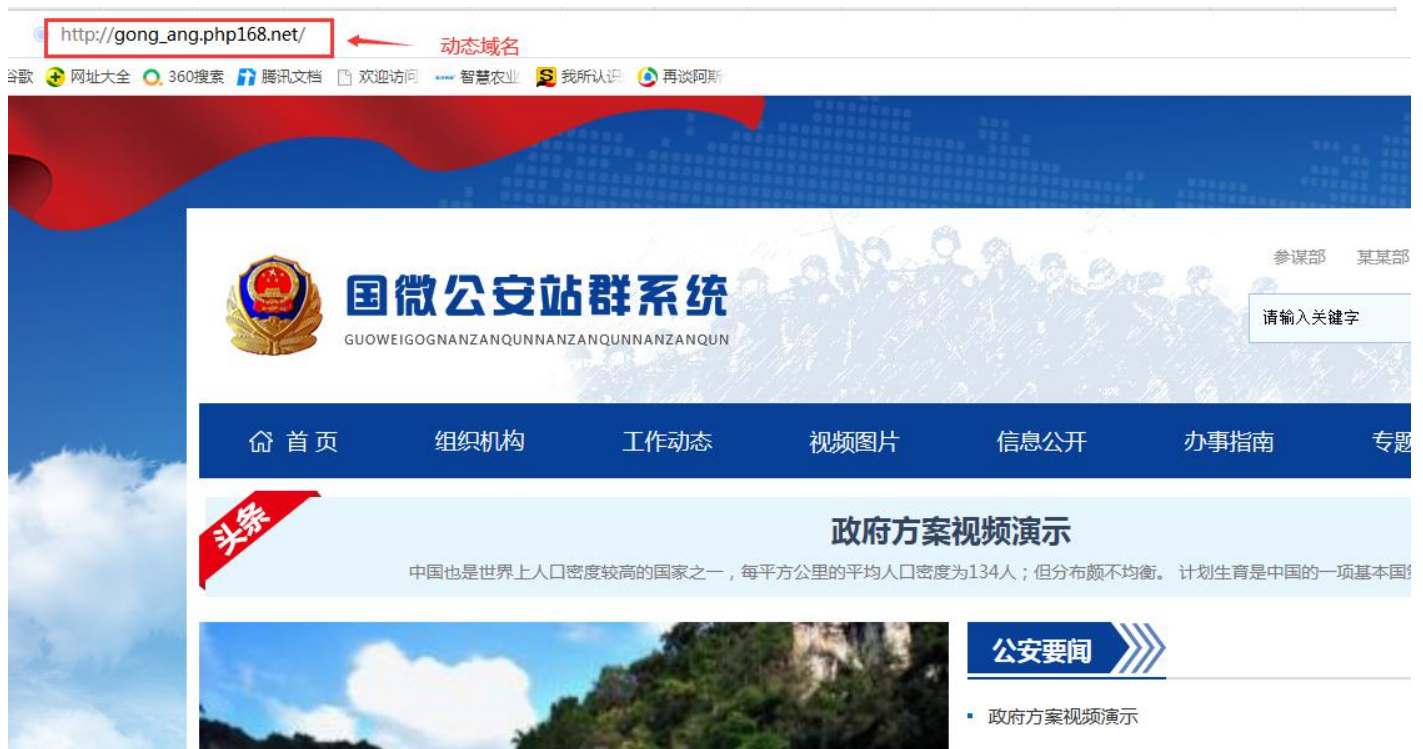 http://gong_ang.php168.net/
动态域名
谷歌 网址大全 360搜索 腾讯文档 欢迎访问 智慧农业 我所认识 再谈阿斯
参谋部 某某部
国微公安站群系统
GUOWEIGOGNANZANQUNNANZANQUNNANZANQUN
请输入关键字
首页 组织机构 工作动态 视频图片 信息公开 办事指南 专题
头条
政府方案视频演示
中国也是世界上人口密度较高的国家之一，每平方公里的平均人口密度为134人；但分布颇不均衡。 计划生育是中国的一项基本国策
公安要闻
政府方案视频演示